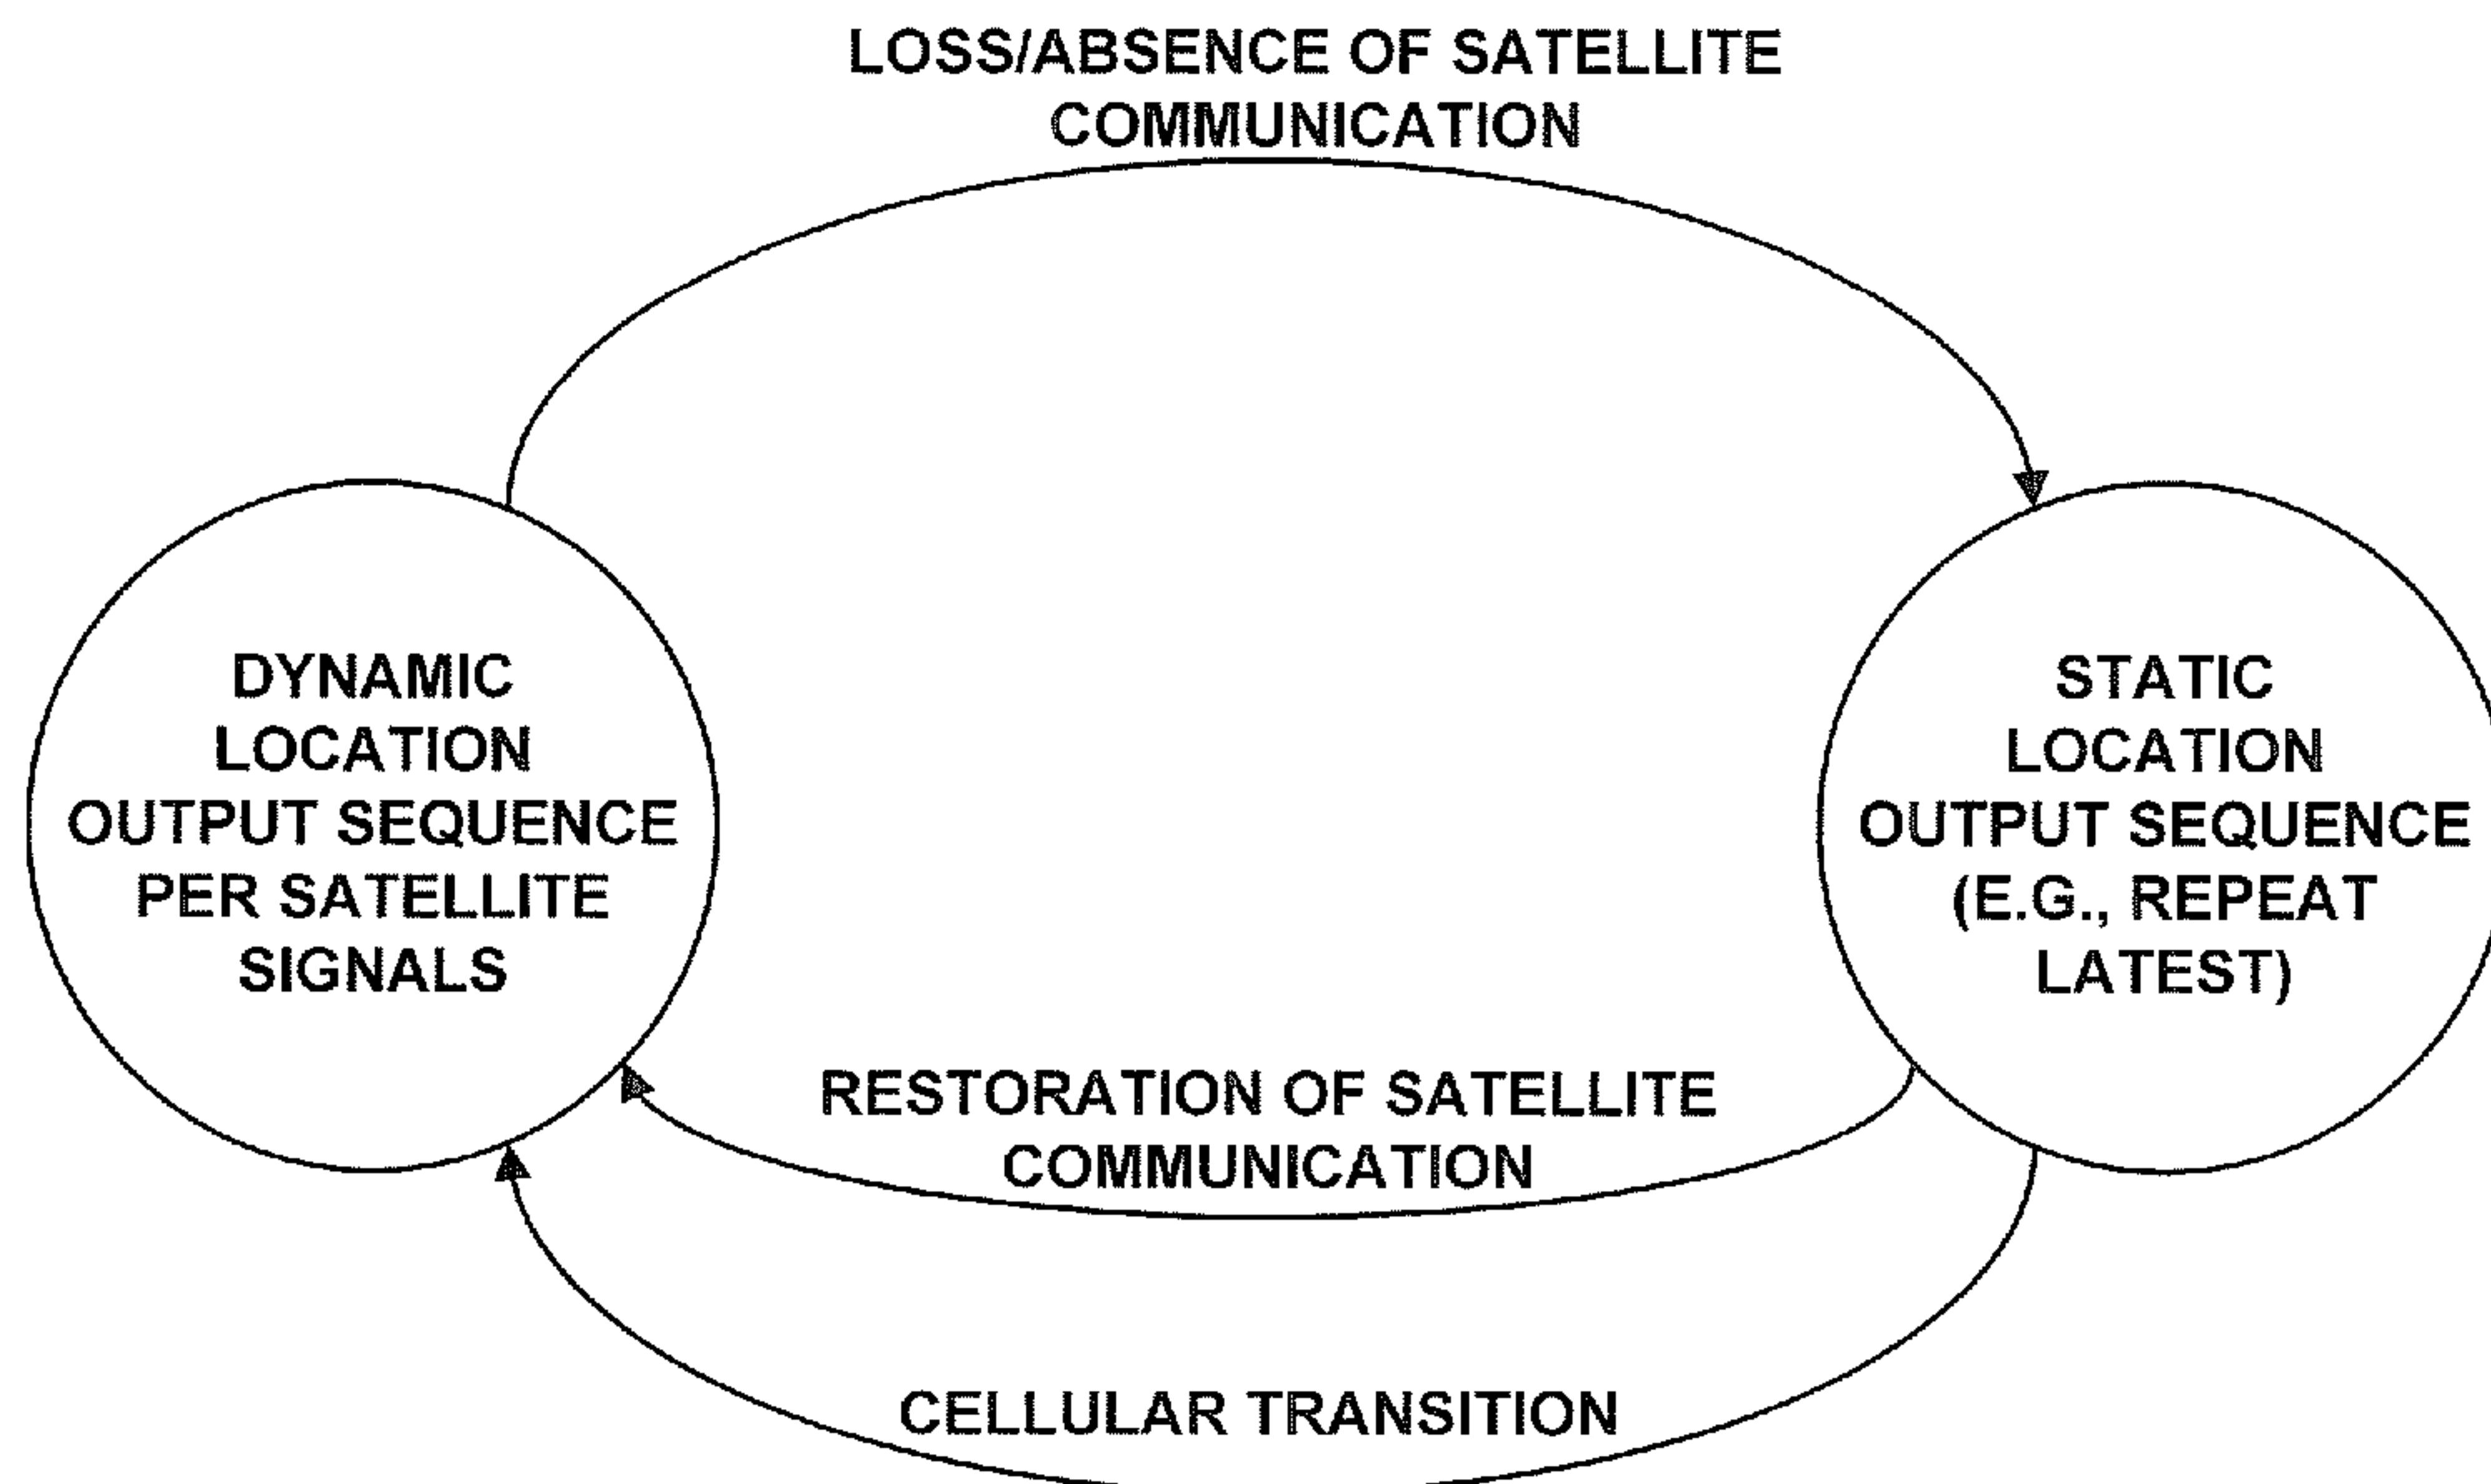 LOSS/ABSENCE OF SATELLITE
COMMUNICATION
DYNAMIC
LOCATION
OUTPUT SEQUENCE
PER SATELLITE
SIGNALS
STATIC
LOCATION
OUTPUT SEQUENCE
(E.G., REPEAT
LATEST)
RESTORATION OF SATELLITE
COMMUNICATION
CELLULAR TRANSITION